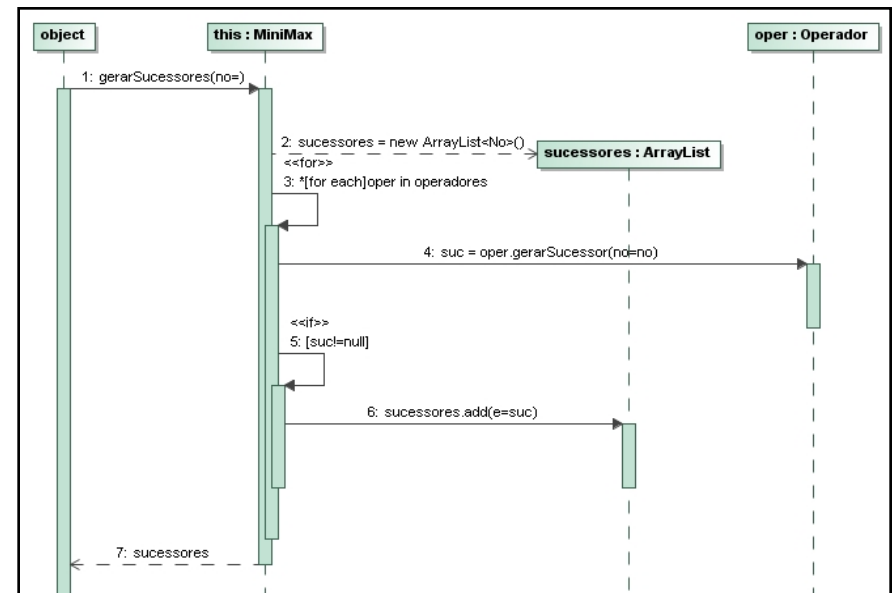 object
this : MiniMax
oper : Operador
1: gerarSucessores(no=)
2: sucessores = new ArrayList<No>()
sucessores : ArrayList
<<for>>
3: *[for each]oper in operadores
4: suc = oper.gerarSucessor(no=no)
<<if>>
5: [suc!=null]
6: sucessores.add(e=suc)
7: sucessores